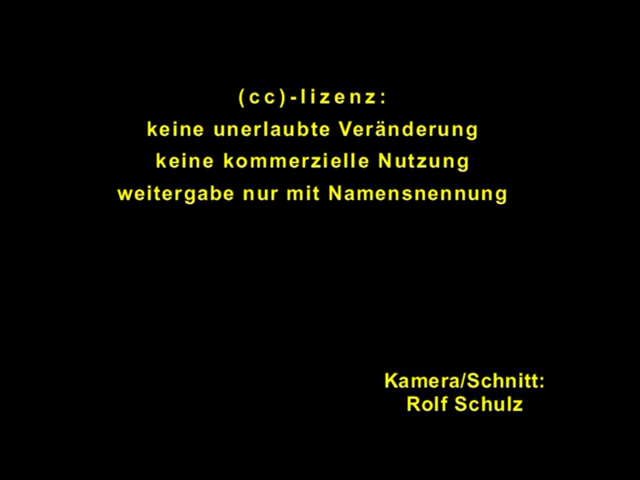 (cc)-lizenz:
keine unerlaubte Veränderung
keine kommerzielle Nutzung
weitergabe nur mit Namensnennung
Kamera/Schnitt:
Rolf Schulz